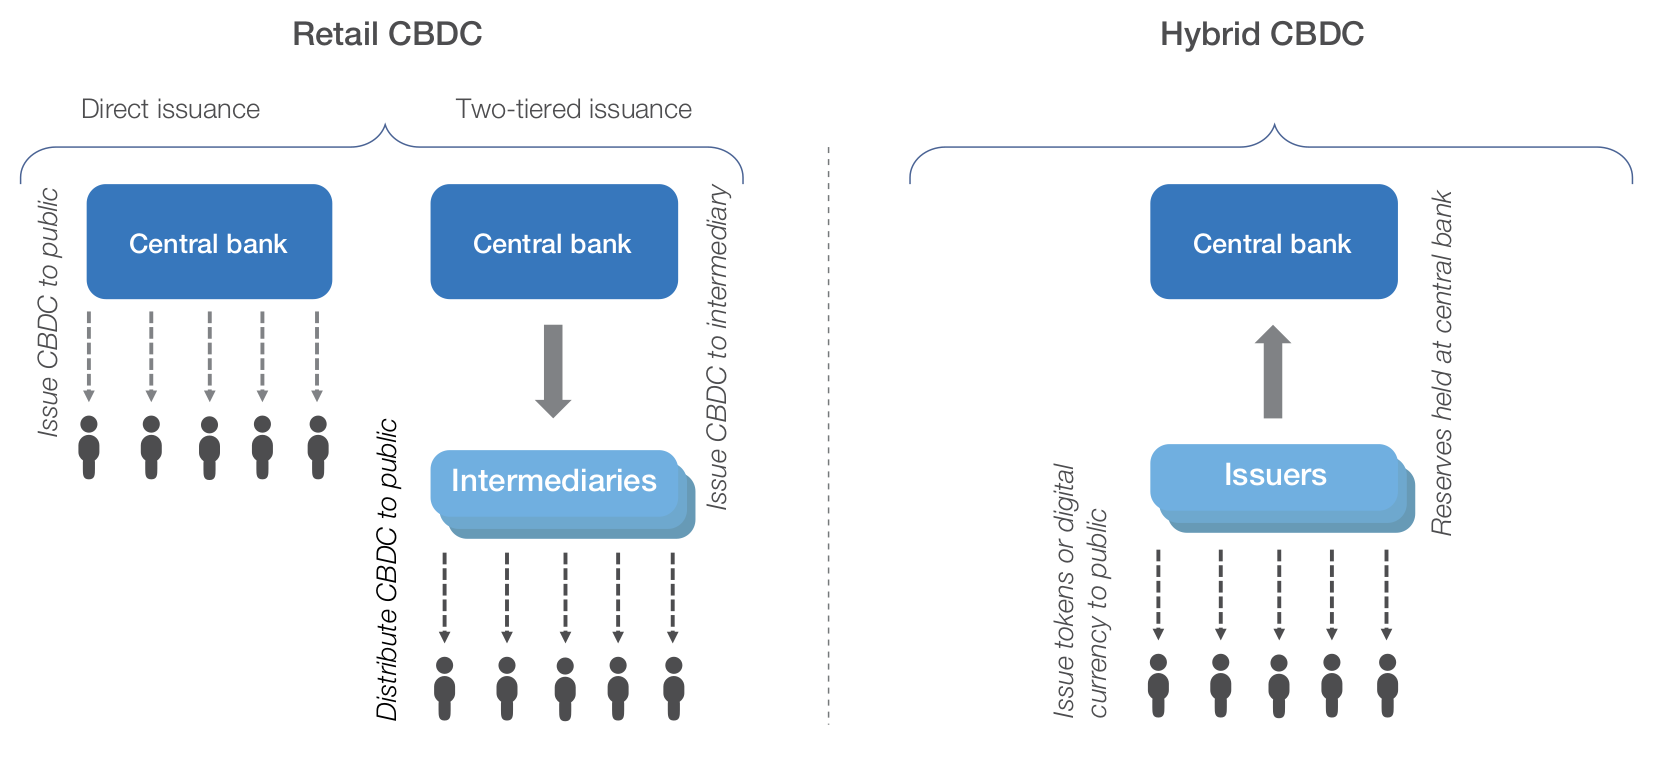 Retail CBDC
Direct issuance
Two-tiered issuance
Issue CBDC to public
Central bank
Central bank
Issue CBDC to intermediary
Intermediaries
Distribute CBDC to public
Hybrid CBDC
Central bank
Reserves held at central bank
Issuers
Issue tokens or digital
currency to public